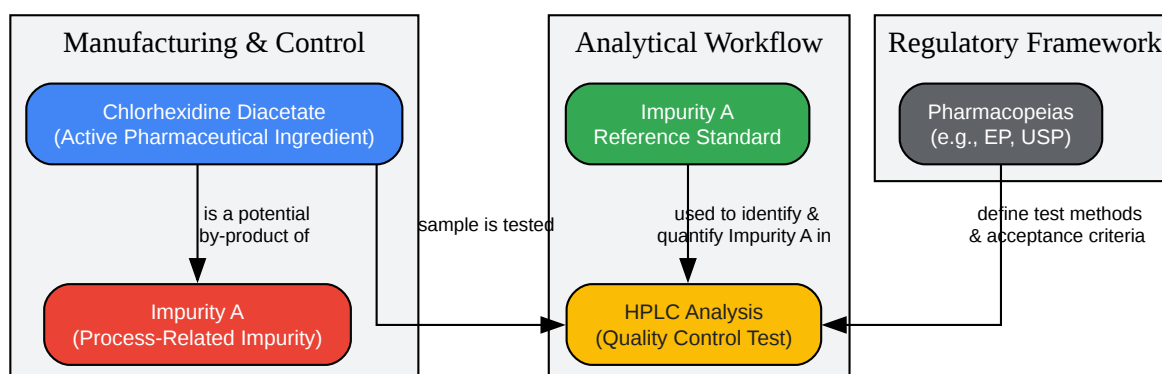 Manufacturing & Control
Chlorhexidine Diacetate
(Active Pharmaceutical Ingredient)
is a potential
by-product of
Impurity A
(Process-Related Impurity)
sample is tested
Analytical Workflow
Impurity A
Reference Standard
used to identify &
quantify Impurity A in
HPLC Analysis
(Quality Control Test)
Regulatory Framework
Pharmacopeias
(e.g., EP, USP)
define test methods
& acceptance criteria